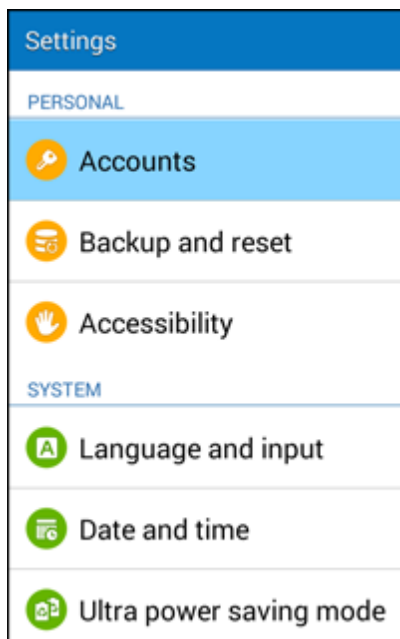 Settings
PERSONAL
Accounts
Backup and reset
Accessibility
SYSTEM
Language and input
Date and time
Ultra power saving mode